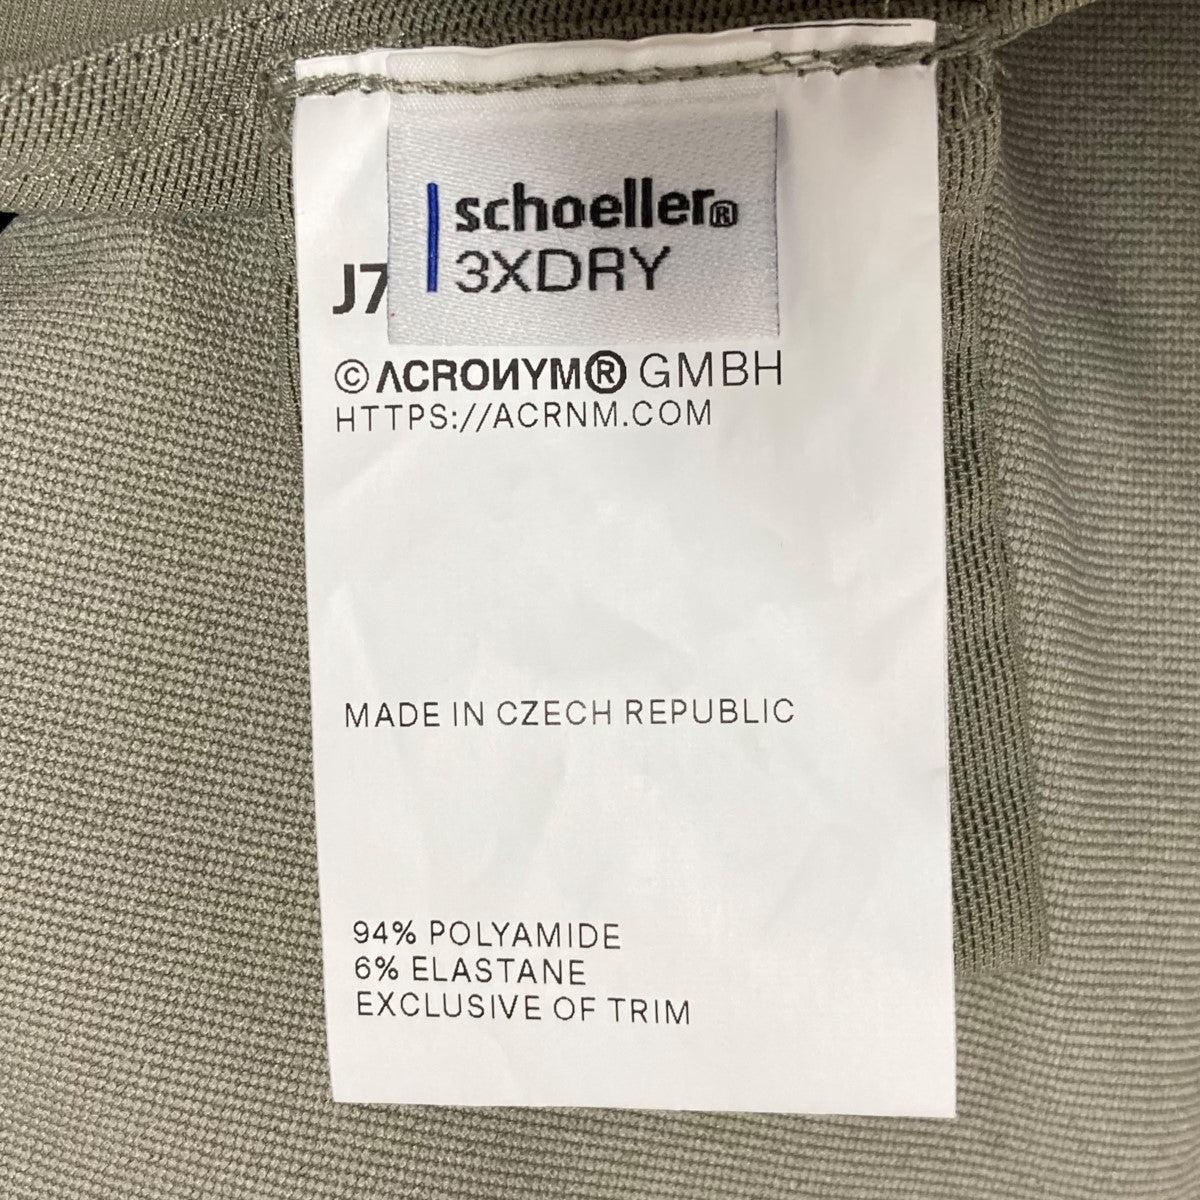 schoeller®
3XDRY
J7
© ACRONYM® GMBH
HTTPS://ACRNM.COM
MADE IN CZECH REPUBLIC
94% POLYAMIDE
6% ELASTANE
EXCLUSIVE OF TRIM